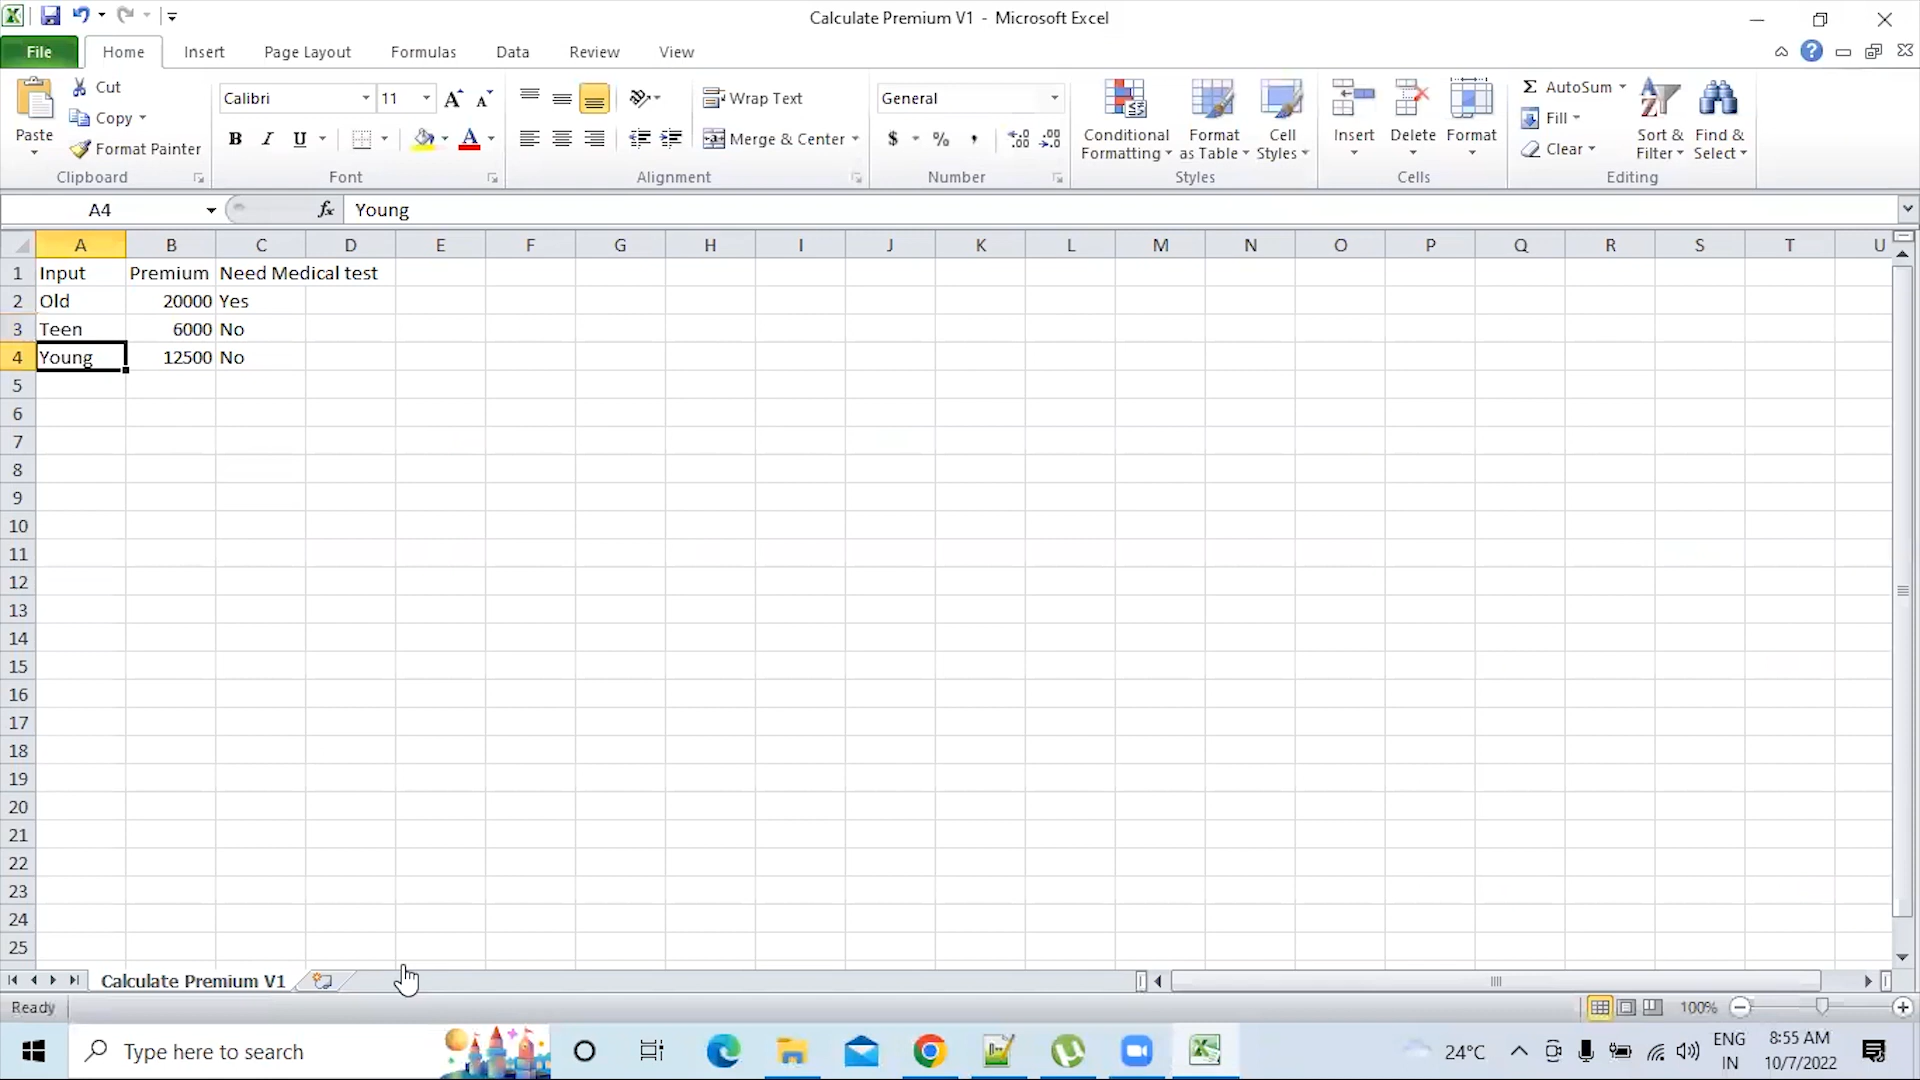 Calculate Premium V1 - Microsoft Excel
File Home Insert Page Layout Formulas Data Review View
Paste
Cut
Copy
Format Painter
Clipboard
Calibri 11
B I U A
Font
Wrap Text
Merge & Center
Alignment
General
$ % ,
Number
Conditional Formatting
Format as Table
Cell Styles
Styles
Insert
Delete
Format
Cells
Σ AutoSum
Fill
Clear
Sort & Filter
Find & Select
Editing
A4 fx Young
A B C D E F G H I J K L M N O P Q R S T U
1 Input Premium Need Medical test
2 Old 20000 Yes
3 Teen 6000 No
4 Young 12500 No
5
6
7
8
9
10
11
12
13
14
15
16
17
18
19
20
21
22
23
24
25
Calculate Premium V1
Ready 100%
Type here to search
24°C
ENG
IN
8:55 AM
10/7/2022